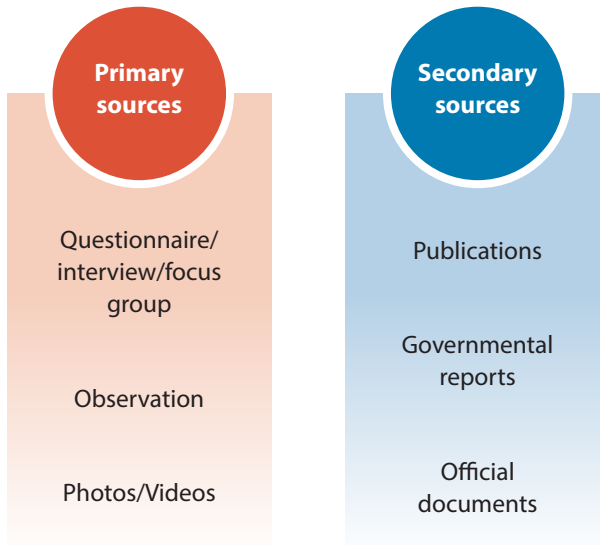 Primary
sources
Questionnaire/
interview/focus
group
Observation
Photos/Videos
Secondary
sources
Publications
Governmental
reports
Official
documents